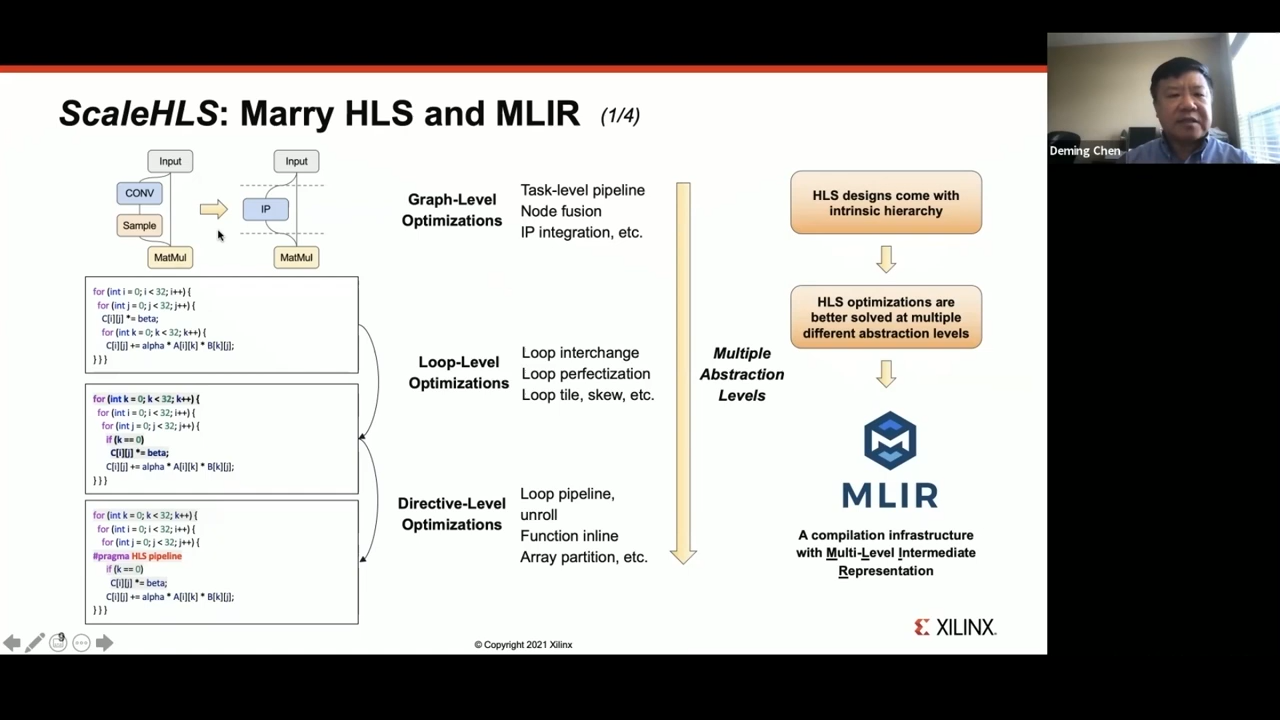 ScaleHLS: Marry HLS and MLIR (1/4)
Deming Chen
Input
CONV
Sample
MatMul
Input
IP
MatMul
Graph-Level
Optimizations
Task-level pipeline
Node fusion
IP integration, etc.
for (int i = 0; i < 32; i++) {
for (int j = 0; j < 32; j++) {
C[i][j] *= beta;
for (int k = 0; k < 32; k++) {
C[i][j] += alpha * A[i][k] * B[k][j];
} } }
Loop-Level
Optimizations
Loop interchange
Loop perfectization
Loop tile, skew, etc.
for (int k = 0; k < 32; k++) {
for (int i = 0; i < 32; i++) {
for (int j = 0; j < 32; j++) {
if (k == 0)
C[i][j] *= beta;
C[i][j] += alpha * A[i][k] * B[k][j];
} } }
Directive-Level
Optimizations
Loop pipeline,
unroll
Function inline
Array partition, etc.
for (int k = 0; k < 32; k++) {
for (int i = 0; i < 32; i++) {
for (int j = 0; j < 32; j++) {
#pragma HLS pipeline
if (k == 0)
C[i][j] *= beta;
C[i][j] += alpha * A[i][k] * B[k][j];
} } }
Multiple
Abstraction
Levels
HLS designs come with
intrinsic hierarchy
HLS optimizations are
better solved at multiple
different abstraction levels
M
MLIR
A compilation infrastructure
with Multi-Level Intermediate
Representation
9
© Copyright 2021 Xilinx
XILINX